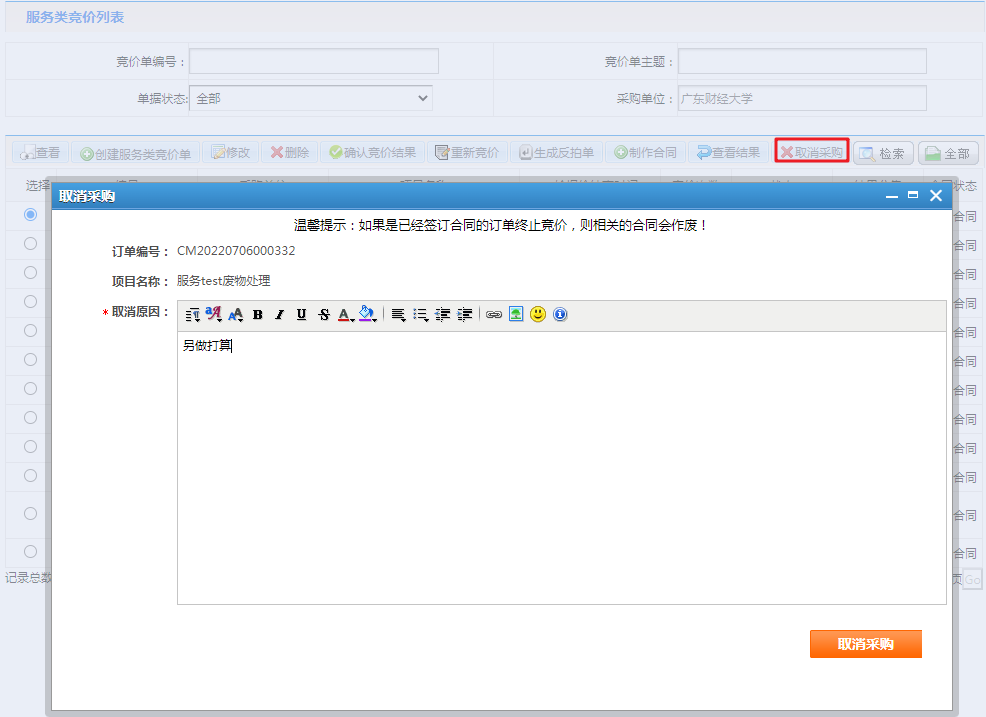 服务类竞价列表
竞价单编号：
竞价单主题：
单据状态: 全部
采购单位： 广东财经大学
查看 创建服务类竞价单 修改 删除 确认竞价结果 重新竞价 生成反拍单 制作合同 查看结果 取消采购 检索 全部
选择
状态
取消采购
温馨提示：如果是已经签订合同的订单终止竞价，则相关的合同会作废！
订单编号： CM20220706000332
项目名称： 服务test废物处理
* 取消原因：
另做打算
取消采购
合同
合同
合同
合同
合同
合同
合同
合同
合同
合同
合同
合同
记录总数
页 Go